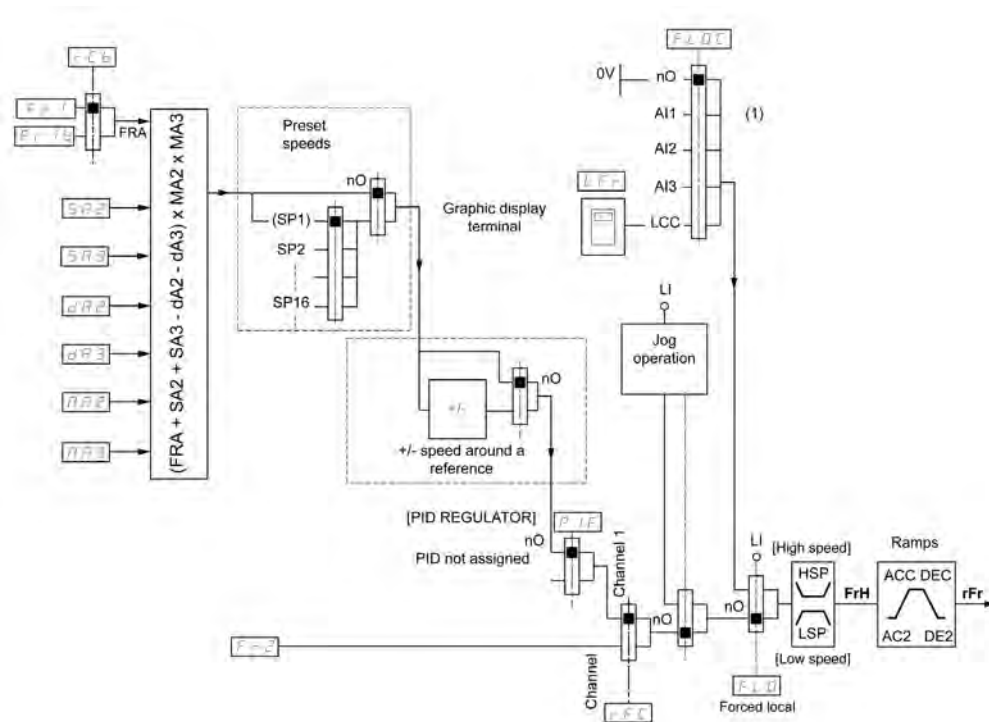 rCb
Fr1
Fr1b
FRA
SA2
SA3
dA2
dA3
MA2
MA3
(FRA + SA2 + SA3 - dA2 - dA3) x MA2 x MA3
Preset
speeds
nO
(SP1)
SP2
SP16
+/-
nO
+/- speed around a
reference
FLOC
0V
nO
AI1
AI2
AI3
LCC
(1)
LFr
Graphic display
terminal
LI
Jog
operation
[PID REGULATOR]
PIF
nO
PID not assigned
Channel 1
Fr2
Channel
rFC
nO
nO
LI
FLO
Forced local
[High speed]
HSP
LSP
[Low speed]
FrH
Ramps
ACC DEC
AC2 DE2
rFr